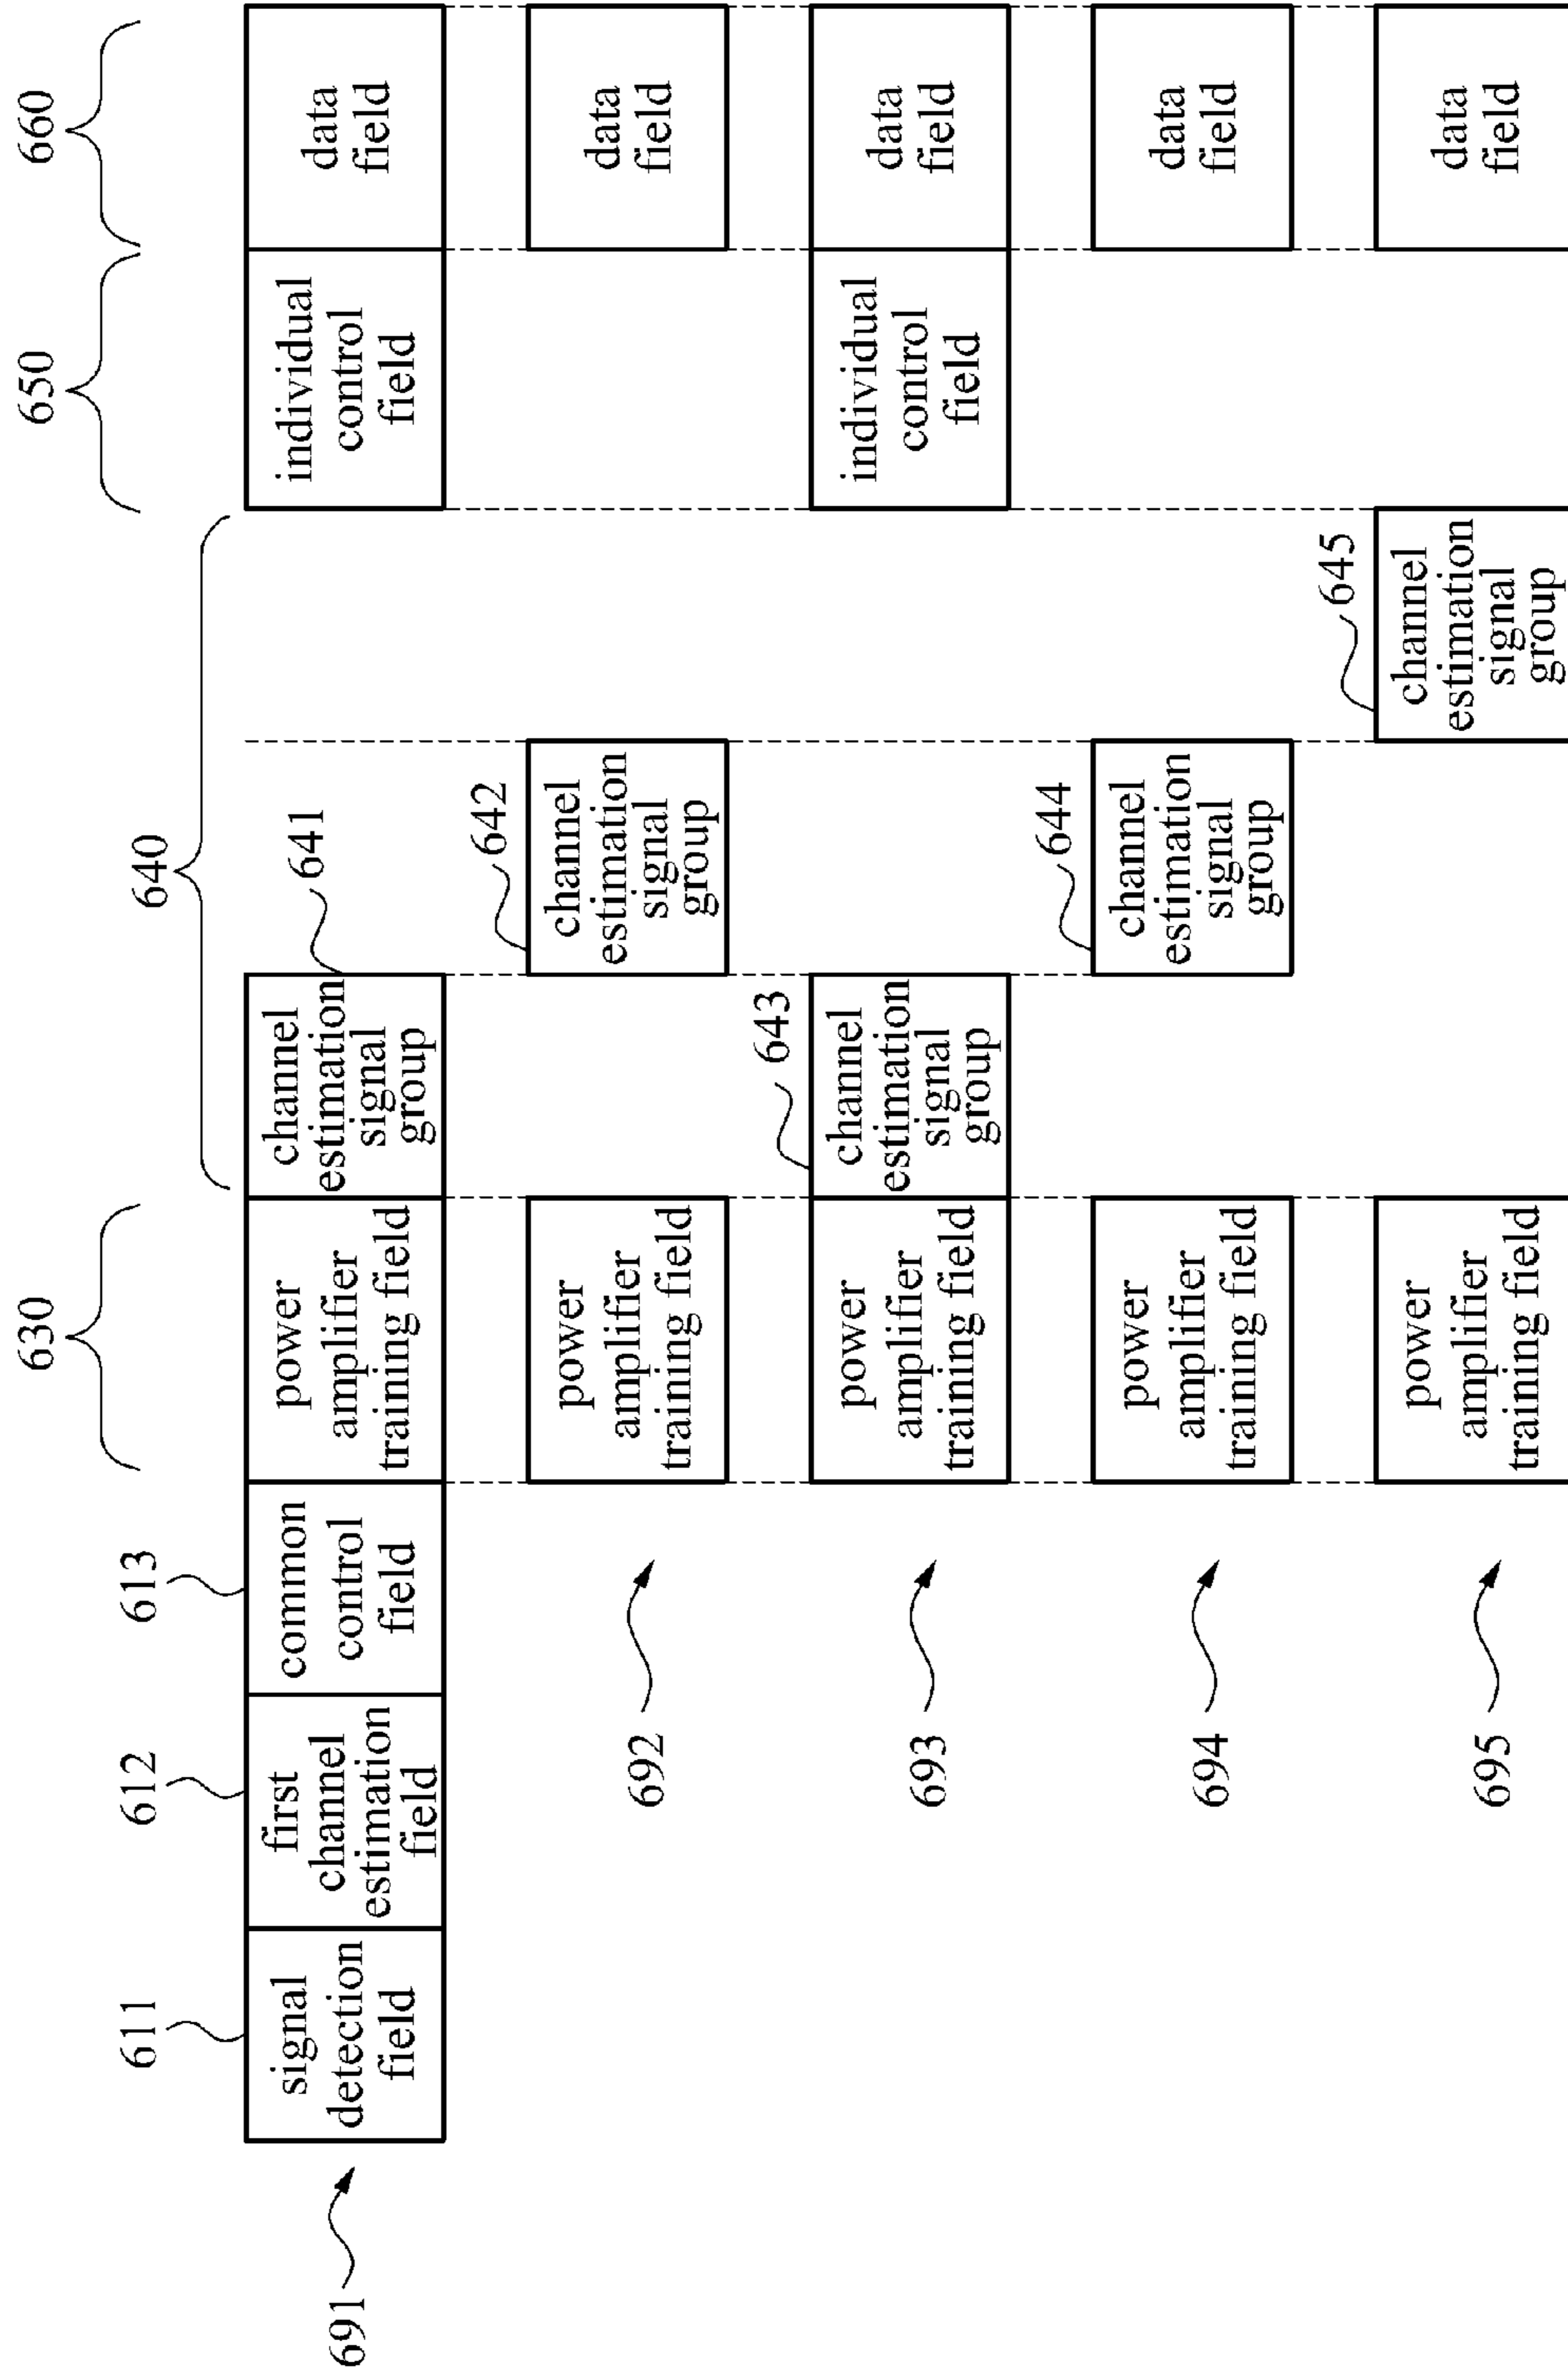 630
640
650
660
611
612
613
641
691
signal
detection
field
first
channel
estimation
field
common
control
field
power
amplifier
training field
channel
estimation
signal
group
individual
control
field
data
field
642
692
power
amplifier
training field
channel
estimation
signal
group
data
field
643
693
power
amplifier
training field
channel
estimation
signal
group
individual
control
field
data
field
644
694
power
amplifier
training field
channel
estimation
signal
group
data
field
645
695
power
amplifier
training field
channel
estimation
signal
group
data
field